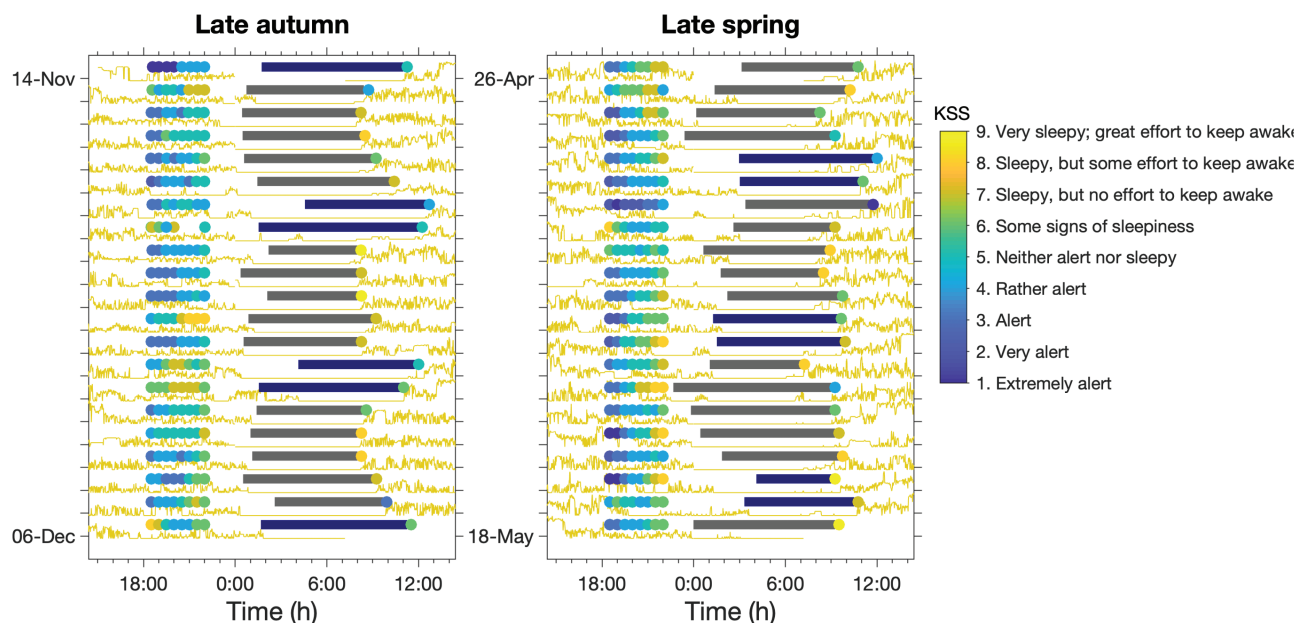 Late autumn
Late spring
14-Nov
26-Apr
KSS
9. Very sleepy; great effort to keep awake
8. Sleepy, but some effort to keep awake
7. Sleepy, but no effort to keep awake
6. Some signs of sleepiness
5. Neither alert nor sleepy
4. Rather alert
3. Alert
2. Very alert
1. Extremely alert
06-Dec
18-May
18:00 0:00 6:00 12:00
18:00 0:00 6:00 12:00
Time (h)
Time (h)